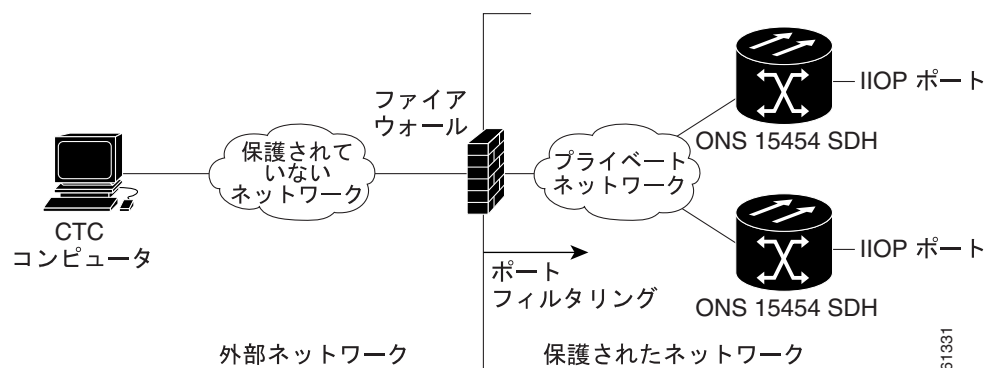 IIOP ポート
ONS 15454 SDH
ファイア
ウォール
保護されて
いない
ネットワーク
プライベート
ネットワーク
CTC
コンピュータ
IIOP ポート
ONS 15454 SDH
ポート
フィルタリング
外部ネットワーク
保護されたネットワーク
61331